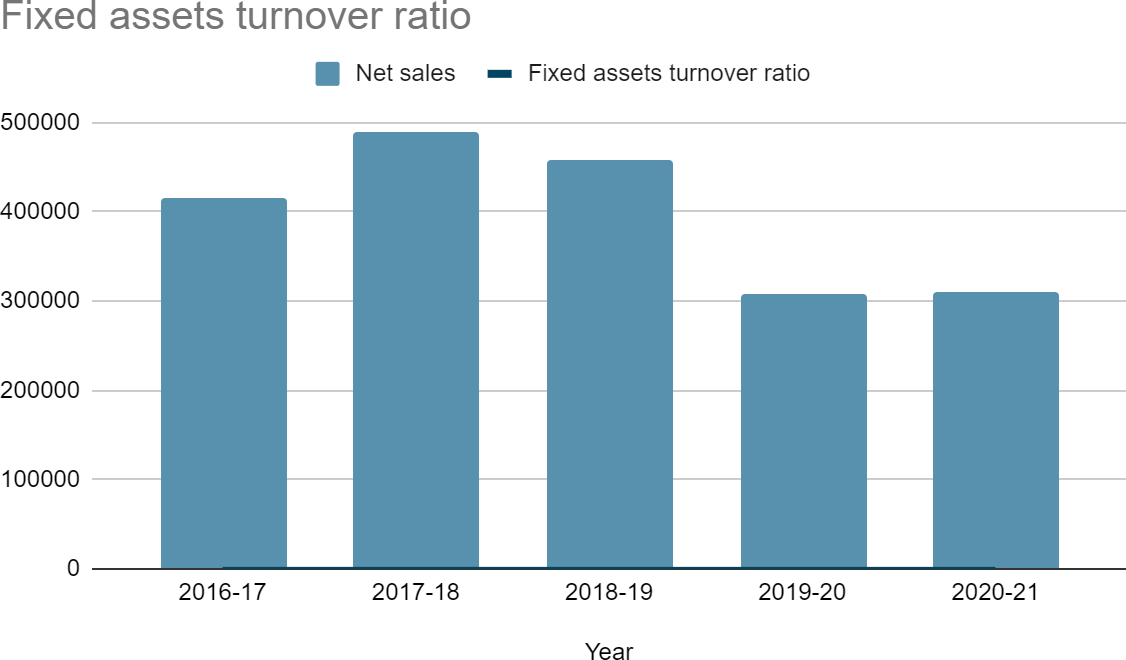 Fixed assets turnover ratio
Net sales
Fixed assets turnover ratio
500000
400000
300000
200000
100000
0
2016-17 2017-18 2018-19 2019-20 2020-21
Year